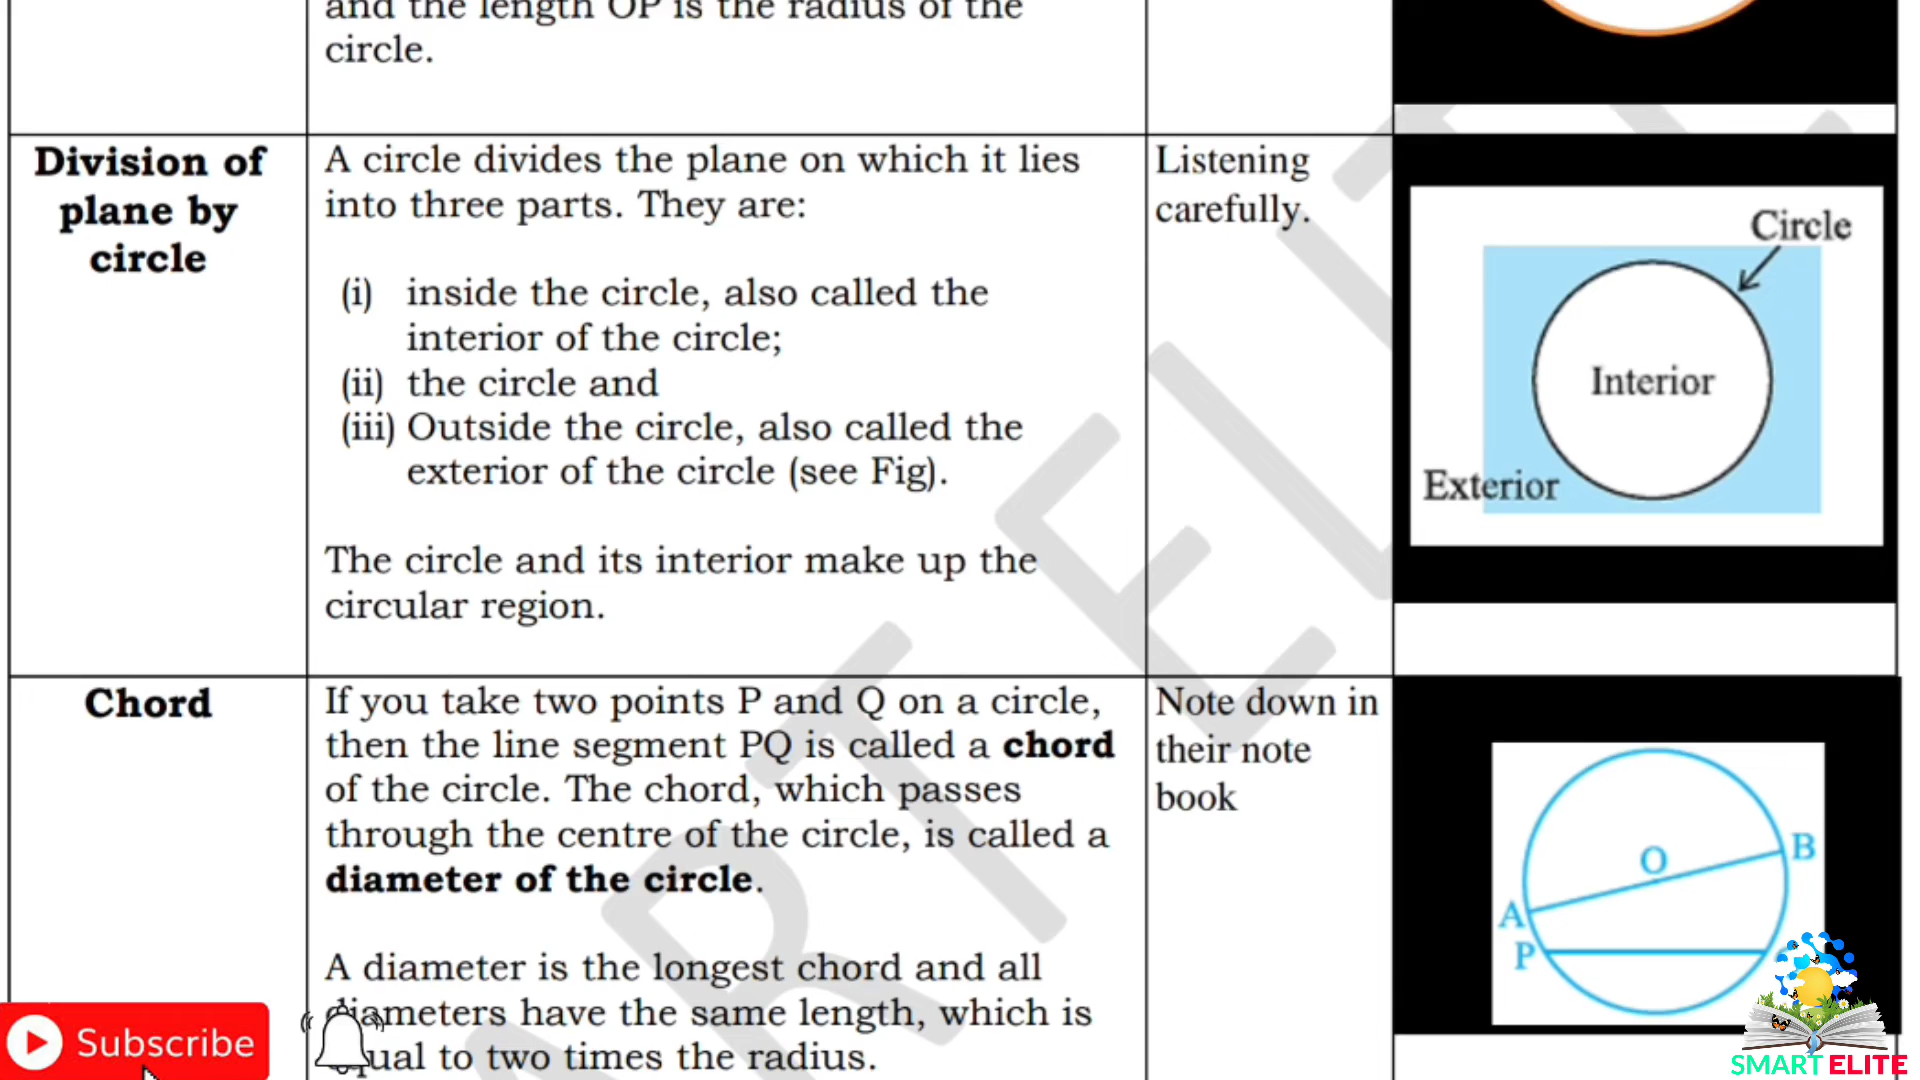 and the length OP is the radius of the
circle.
Division of
plane by
circle
A circle divides the plane on which it lies
into three parts. They are:
(i) inside the circle, also called the
interior of the circle;
(ii) the circle and
(iii) Outside the circle, also called the
exterior of the circle (see Fig).
The circle and its interior make up the
circular region.
Listening
carefully.
Circle
Interior
Exterior
Chord
If you take two points P and Q on a circle,
then the line segment PQ is called a chord
of the circle. The chord, which passes
through the centre of the circle, is called a
diameter of the circle.
A diameter is the longest chord and all
diameters have the same length, which is
equal to two times the radius.
Note down in
their note
book
O
B
A
P
Subscribe
SMART ELITE
ART ELIT